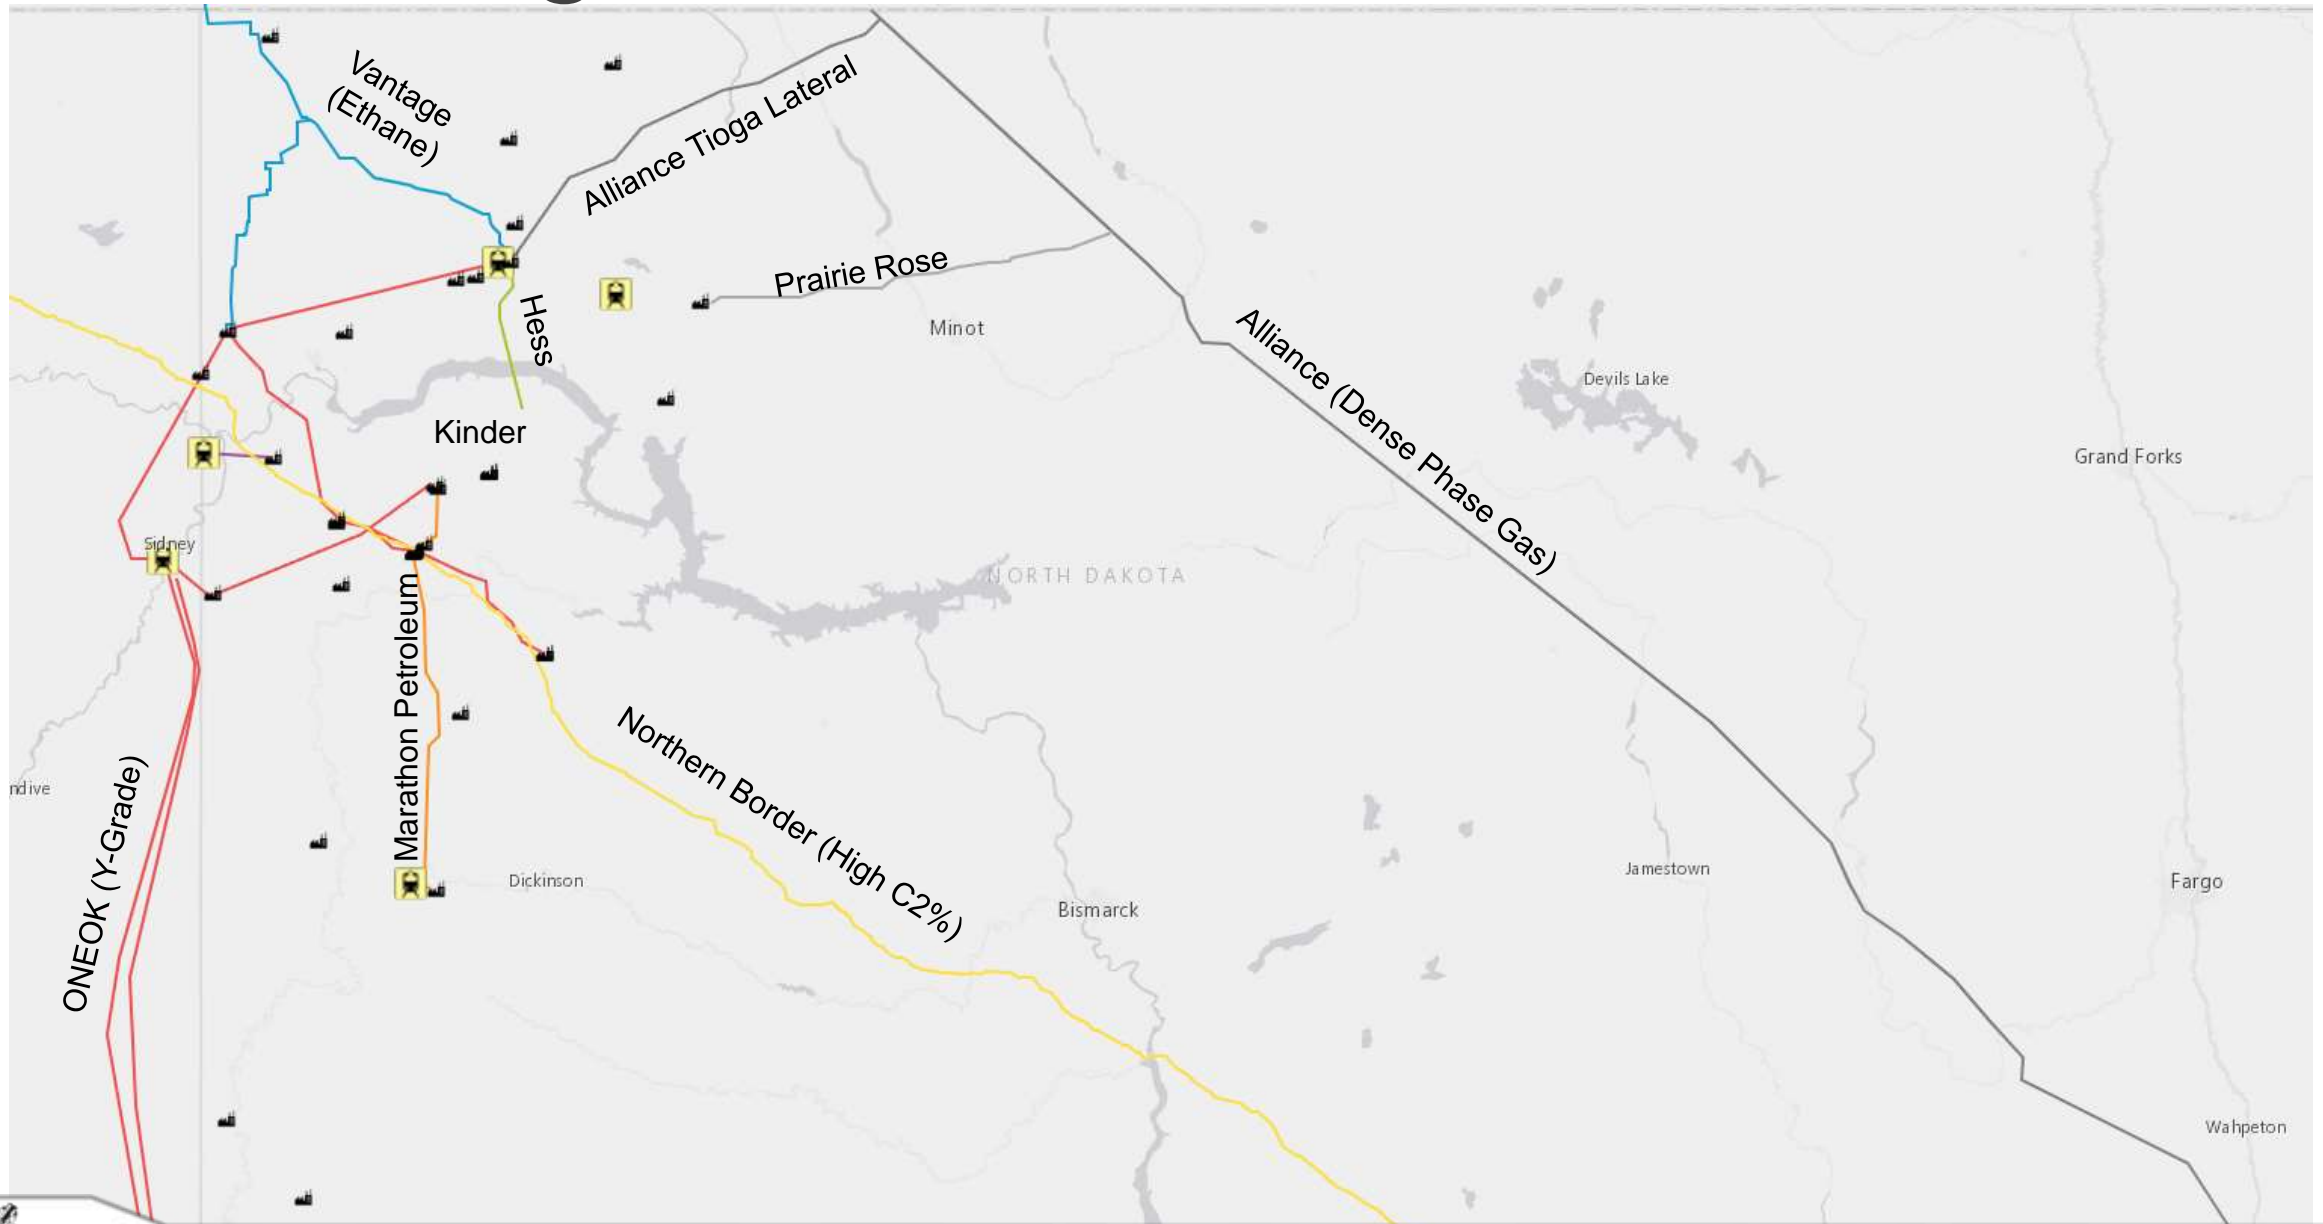 Vantage
(Ethane)
Alliance Tioga Lateral
Prairie Rose
Hess
Minot
Alliance (Dense Phase Gas)
Devils Lake
Kinder
Grand Forks
Sidney
NORTH DAKOTA
Marathon Petroleum
Northern Border (High C2%)
ndive
ONEOK (Y-Grade)
Dickinson
Bismarck
Jamestown
Fargo
Wahpeton